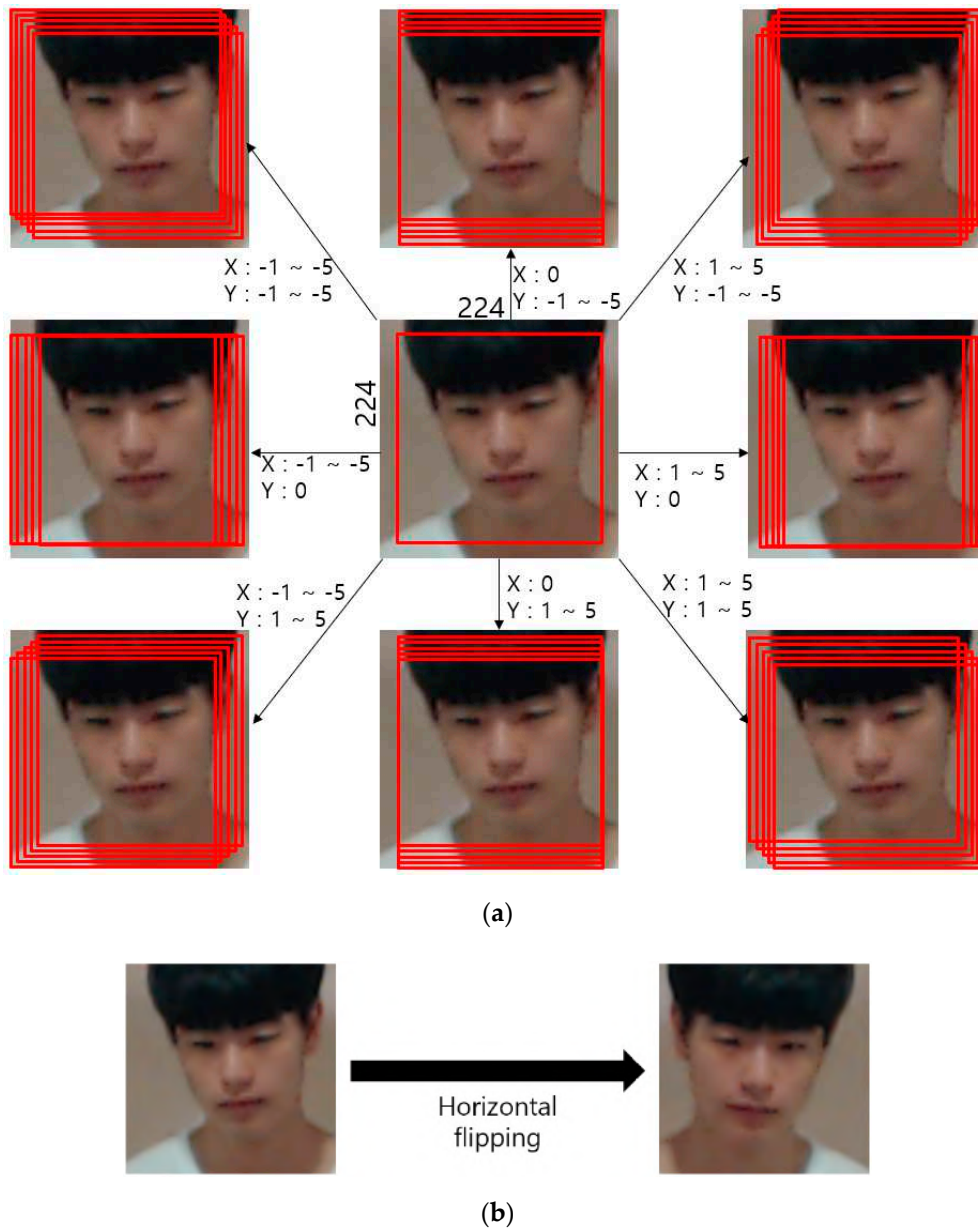 X : -1 ~ -5
Y : -1 ~ -5
X : 0
Y : -1 ~ -5
X : 1 ~ 5
Y : -1 ~ -5
224
224
X : -1 ~ -5
Y : 0
X : 1 ~ 5
Y : 0
X : -1 ~ -5
Y : 1 ~ 5
X : 0
Y : 1 ~ 5
X : 1 ~ 5
Y : 1 ~ 5
(a)
Horizontal
flipping
(b)